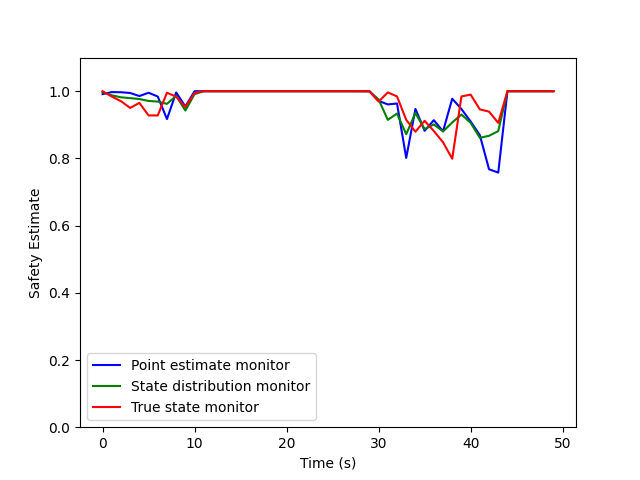 1.0
0.8
0.6
0.4
0.2
0.0
Safety Estimate
Point estimate monitor
State distribution monitor
True state monitor
0 10 20 30 40 50
Time (s)